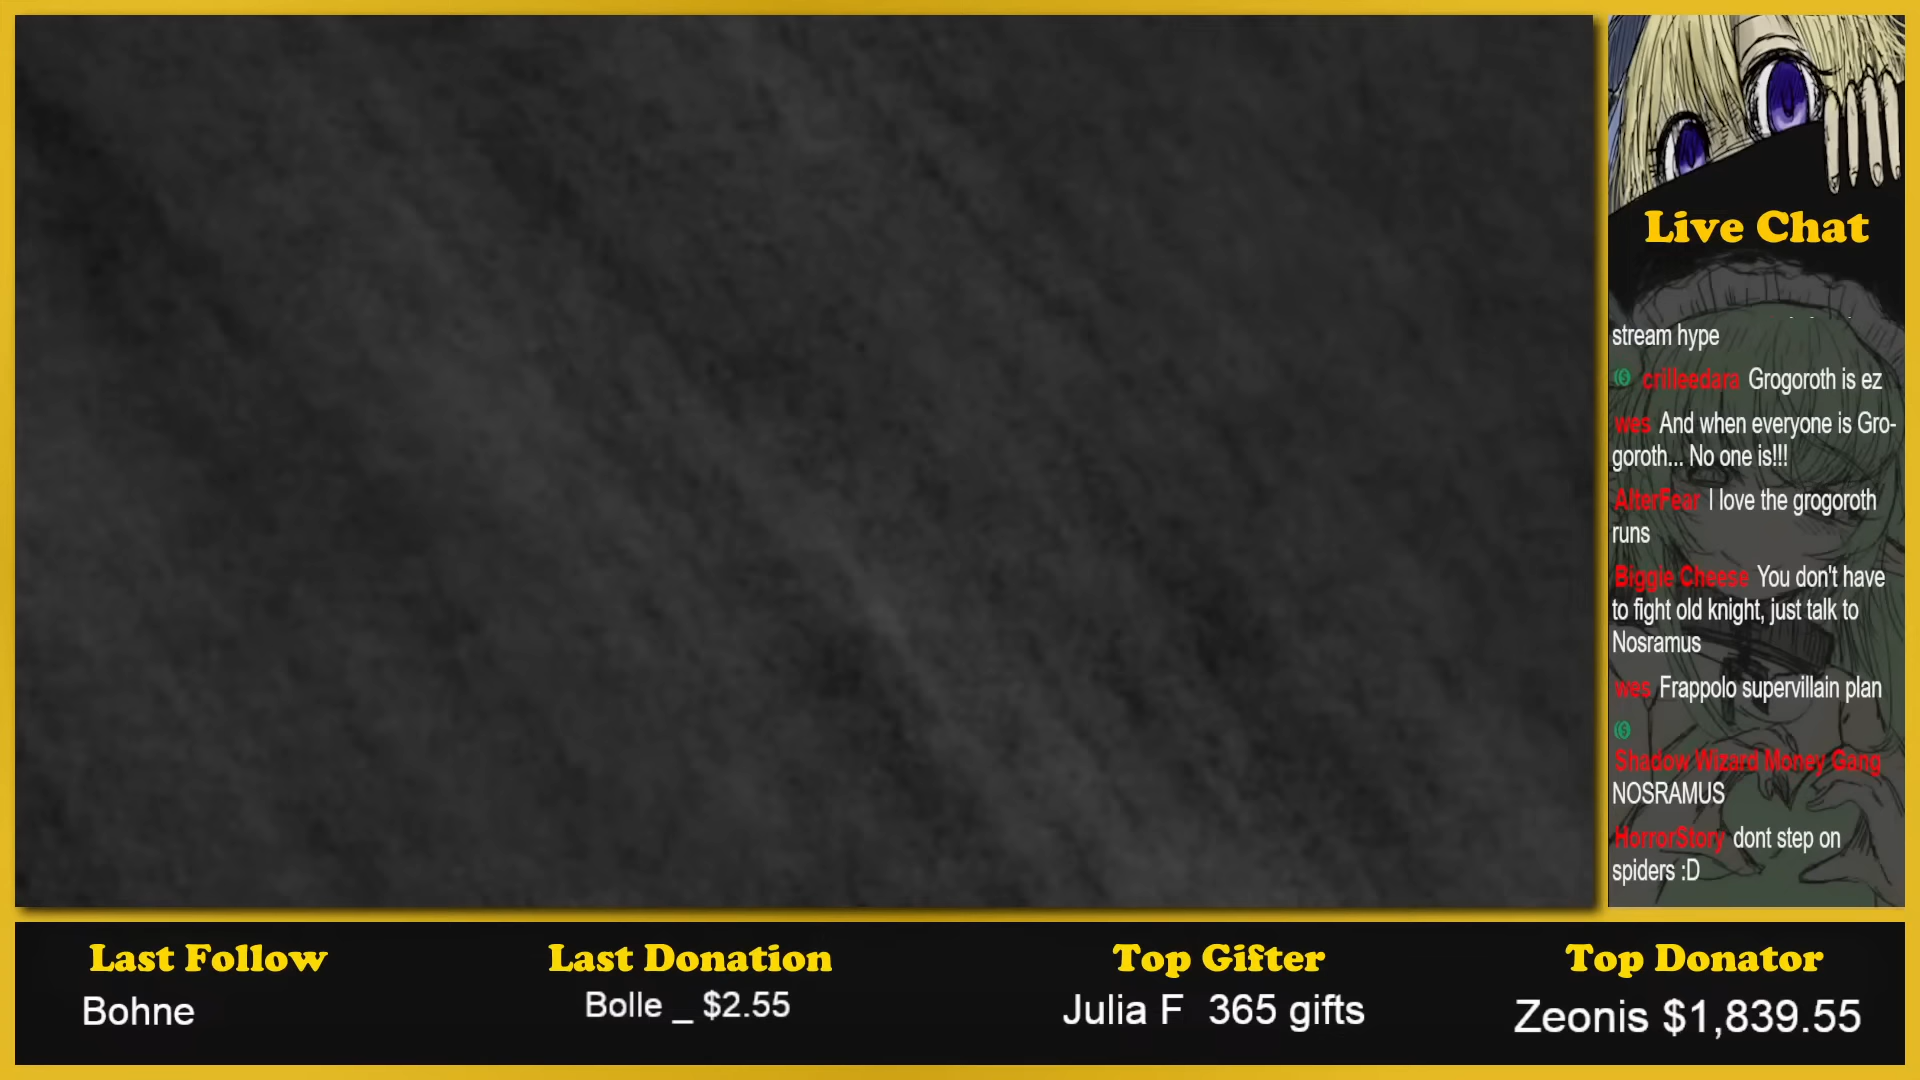 Live Chat
stream hype
crilleedara Grogoroth is ez
wes And when everyone is Gro-
goroth... No one is!!!
AlterFear I love the grogoroth
runs
Biggie Cheese You don't have
to fight old knight, just talk to
Nosramus
wes Frappolo supervillain plan
Shadow Wizard Money Gang
NOSRAMUS
HorrorStory dont step on
spiders :D
Last Follow
Bohne
Last Donation
Bolle _ $2.55
Top Gifter
Julia F 365 gifts
Top Donator
Zeonis $1,839.55